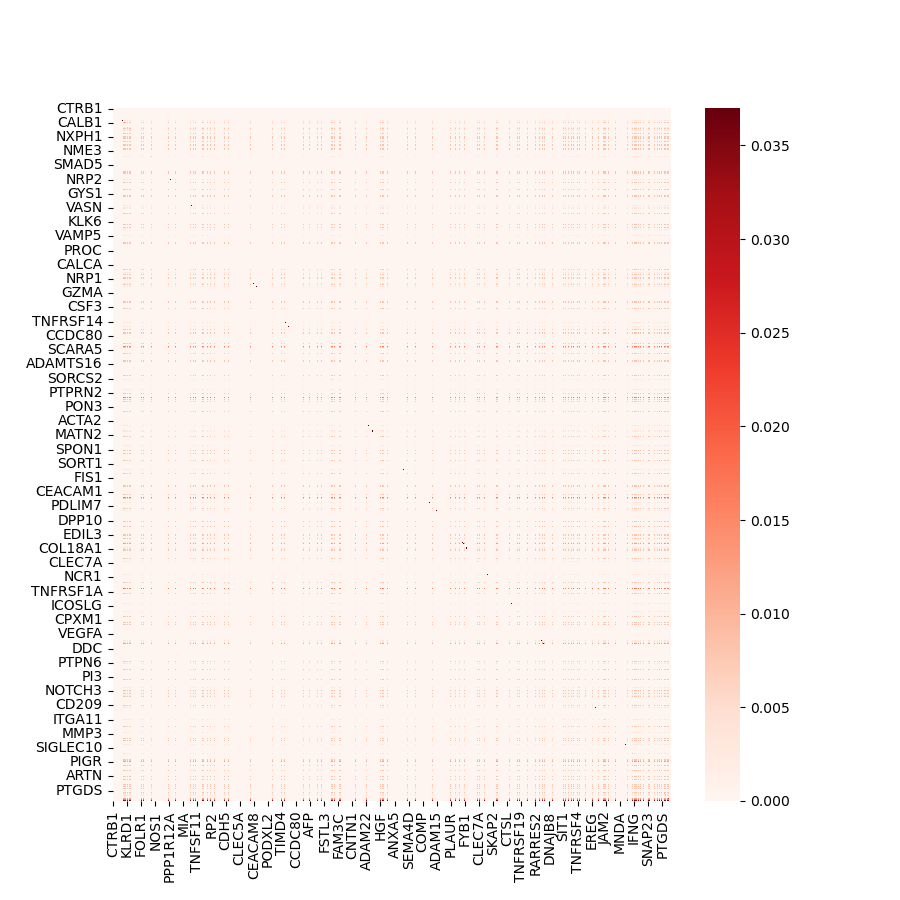 CTRB1
CALB1
NXPH1
NME3
SMAD5
NRP2
GYS1
VASN
KLK6
VAMP5
PROC
CALCA
NRP1
GZMA
CSF3
TNFRSF14
CCDC80
SCARA5
ADAMTS16
SORCS2
PTPRN2
PON3
ACTA2
MATN2
SPON1
SORT1
FIS1
CEACAM1
PDLIM7
DPP10
EDIL3
COL18A1
CLEC7A
NCR1
TNFRSF1A
ICOSLG
CPXM1
VEGFA
DDC
PTPN6
PI3
NOTCH3
CD209
ITGA11
MMP3
SIGLEC10
PIGR
ARTN
PTGDS
CTRB1
KLRD1
FOLR1
NOS1
PPP1R12A
MIA
TNFSF11
RP2
CDH5
CLEC5A
CEACAM8
PODXL2
TIMD4
CCDC80
AFP
FSTL3
FAM3C
CNTN1
ADAM22
HGF
ANXA5
SEMA4D
COMP
ADAM15
PLAUR
FYB1
CLEC7A
SKAP2
CTSL
TNFRSF19
RARRES2
DNAJB8
SIT1
TNFRSF4
EREG
JAM2
MNDA
IFNG
SNAP23
PTGDS
0.035
0.030
0.025
0.020
0.015
0.010
0.005
0.000